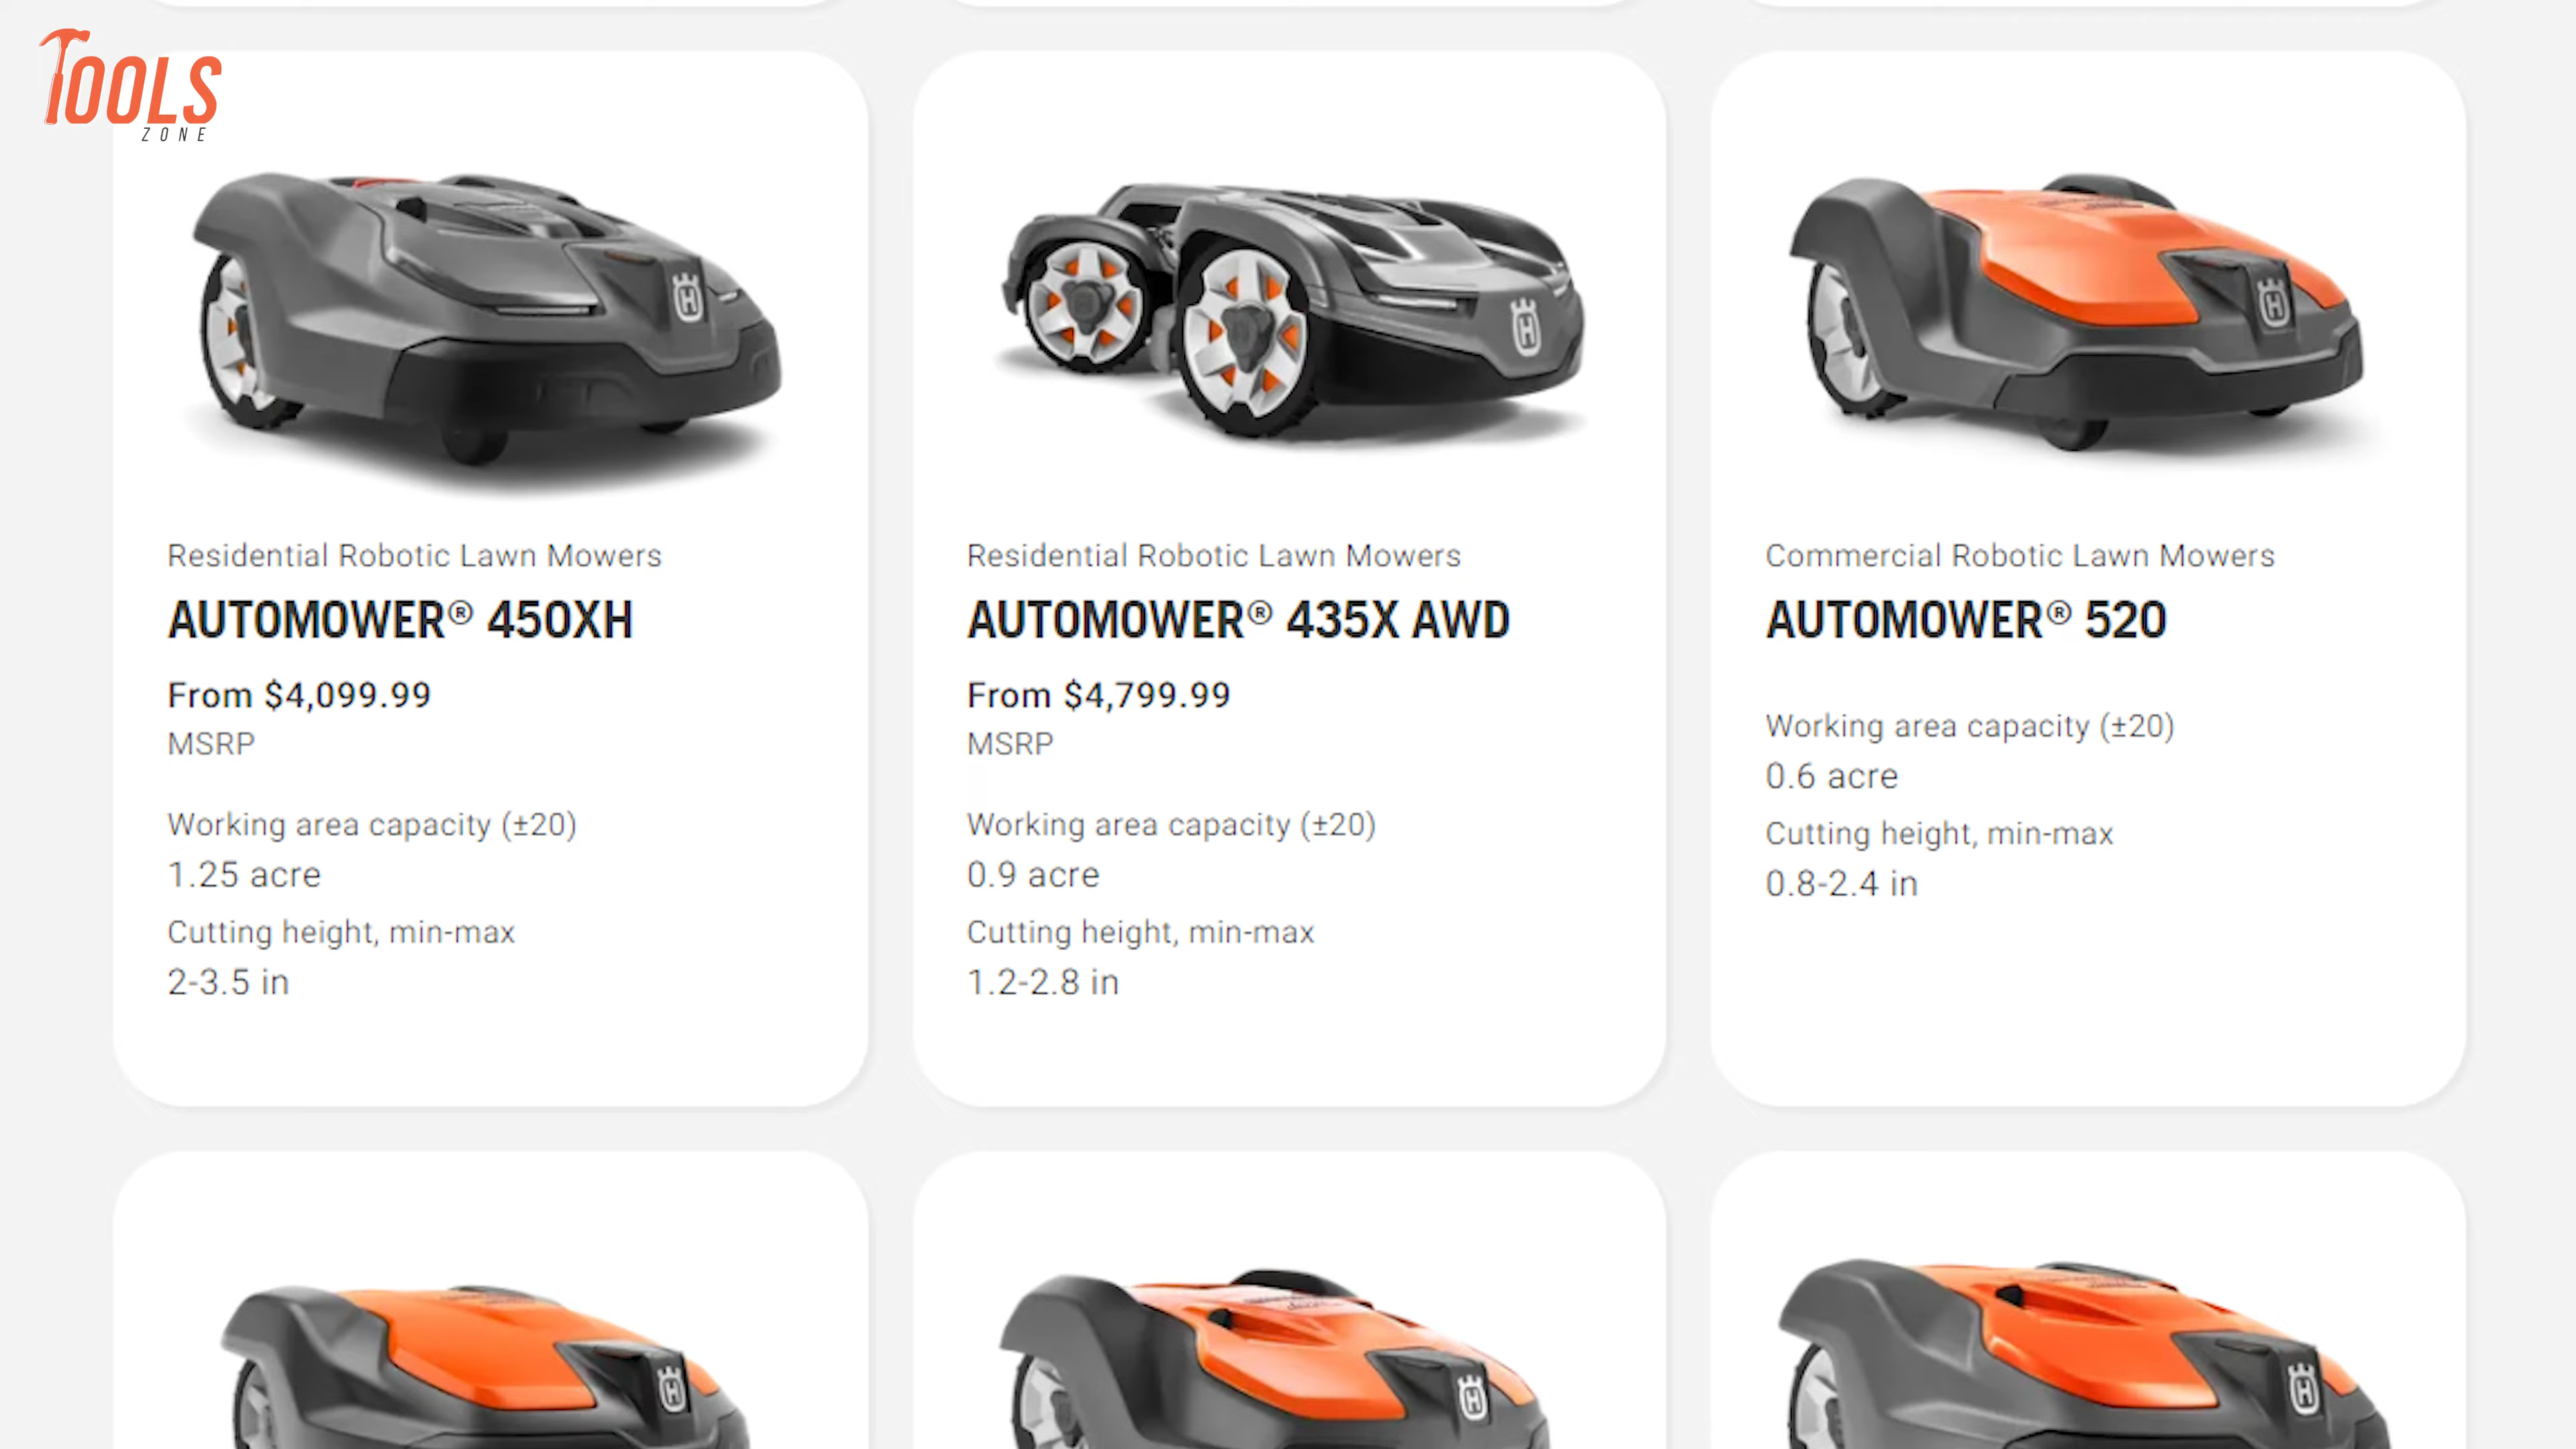 TOOLS
ZONE
Residential Robotic Lawn Mowers
AUTOMOWER® 450XH
From $4,099.99
MSRP
Working area capacity (±20)
1.25 acre
Cutting height, min-max
2-3.5 in
Residential Robotic Lawn Mowers
AUTOMOWER® 435X AWD
From $4,799.99
MSRP
Working area capacity (±20)
0.9 acre
Cutting height, min-max
1.2-2.8 in
Commercial Robotic Lawn Mowers
AUTOMOWER® 520
Working area capacity (±20)
0.6 acre
Cutting height, min-max
0.8-2.4 in